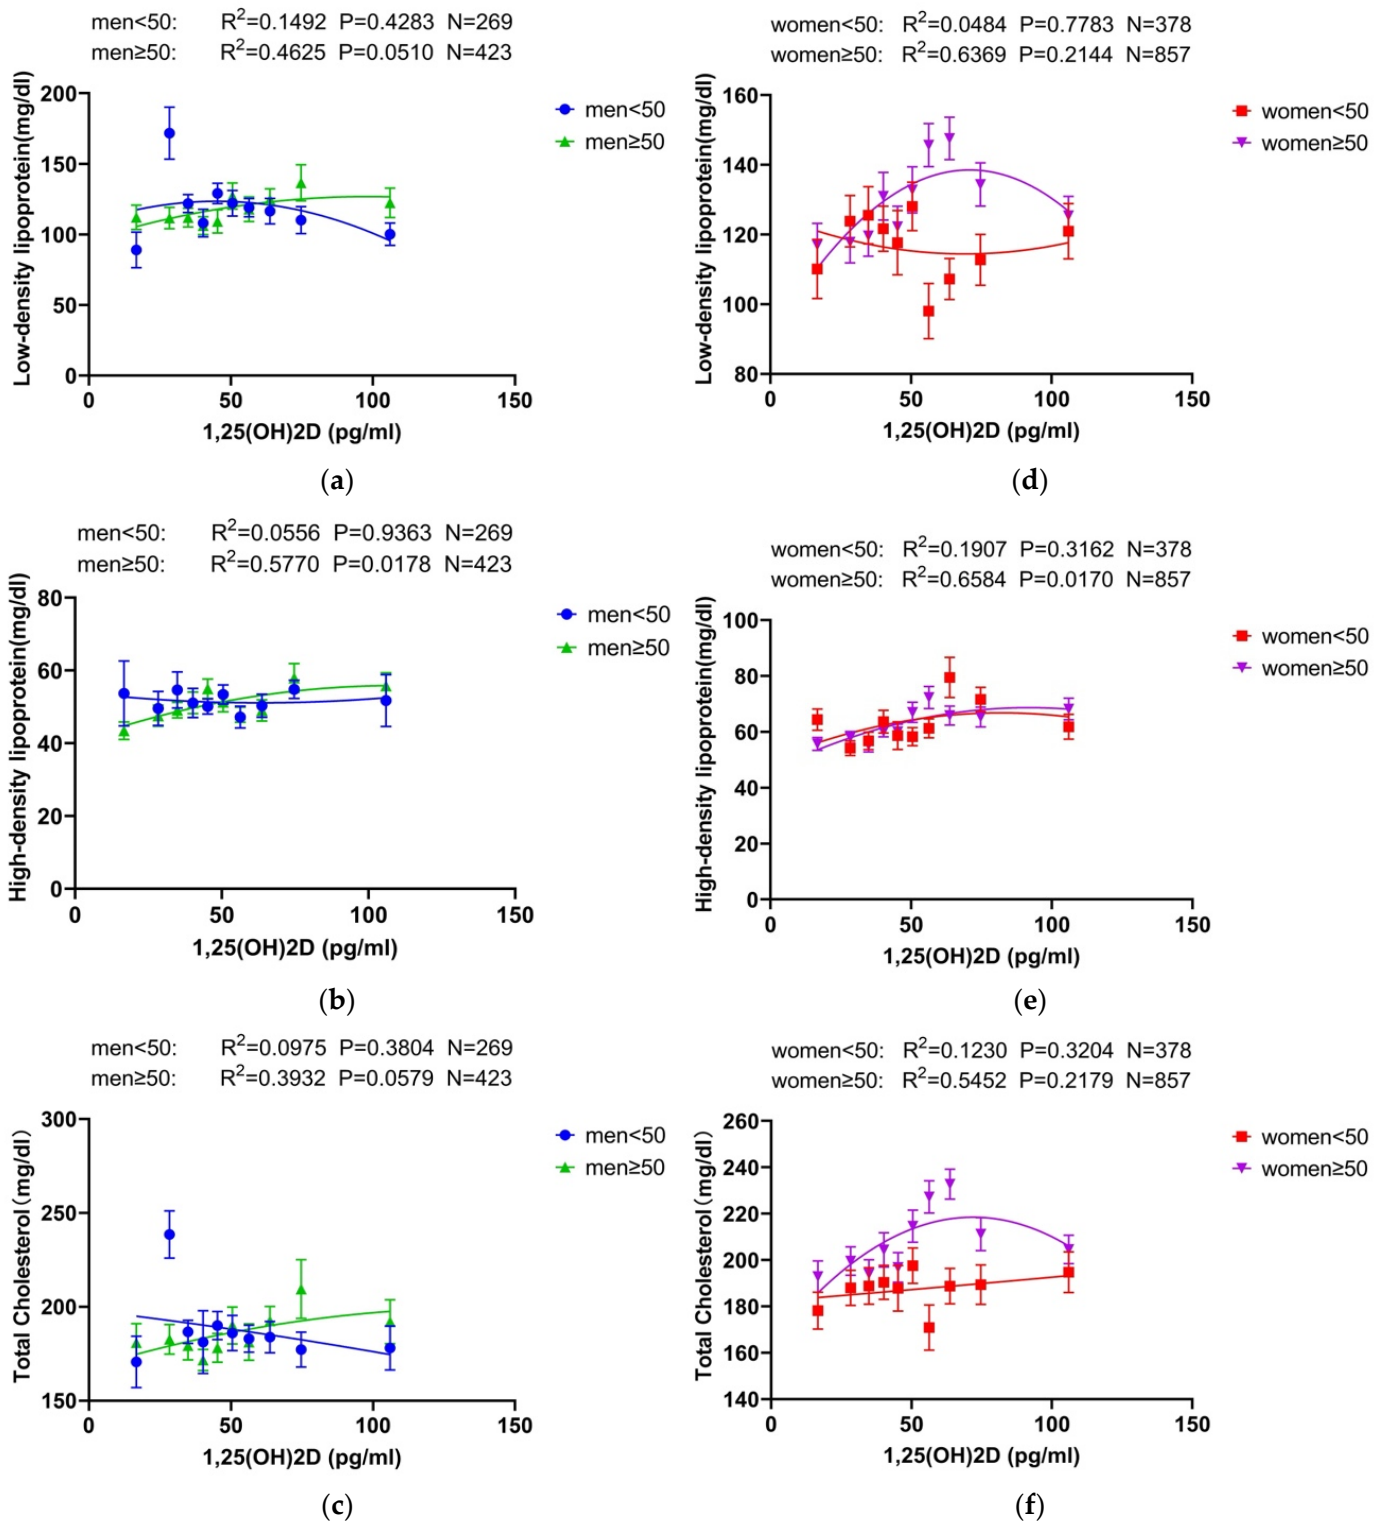 men<50: R2=0.1492 P=0.4283 N=269
men≥50: R2=0.4625 P=0.0510 N=423
Low-density lipoprotein(mg/dl)
200
150
100
50
0
0 50 100 150
1,25(OH)2D (pg/ml)
men<50
men≥50
(a)
women<50: R2=0.0484 P=0.7783 N=378
women≥50: R2=0.6369 P=0.2144 N=857
Low-density lipoprotein(mg/dl)
160
140
120
100
80
0 50 100 150
1,25(OH)2D (pg/ml)
women<50
women≥50
(d)
men<50: R2=0.0556 P=0.9363 N=269
men≥50: R2=0.5770 P=0.0178 N=423
High-density lipoprotein(mg/dl)
80
60
40
20
0
0 50 100 150
1,25(OH)2D (pg/ml)
men<50
men≥50
(b)
women<50: R2=0.1907 P=0.3162 N=378
women≥50: R2=0.6584 P=0.0170 N=857
High-density lipoprotein(mg/dl)
100
80
60
40
20
0
0 50 100 150
1,25(OH)2D (pg/ml)
women<50
women≥50
(e)
men<50: R2=0.0975 P=0.3804 N=269
men≥50: R2=0.3932 P=0.0579 N=423
Total Cholesterol(mg/dl)
300
250
200
150
0 50 100 150
1,25(OH)2D (pg/ml)
men<50
men≥50
(c)
women<50: R2=0.1230 P=0.3204 N=378
women≥50: R2=0.5452 P=0.2179 N=857
Total Cholesterol(mg/dl)
260
240
220
200
180
160
140
0 50 100 150
1,25(OH)2D (pg/ml)
women<50
women≥50
(f)